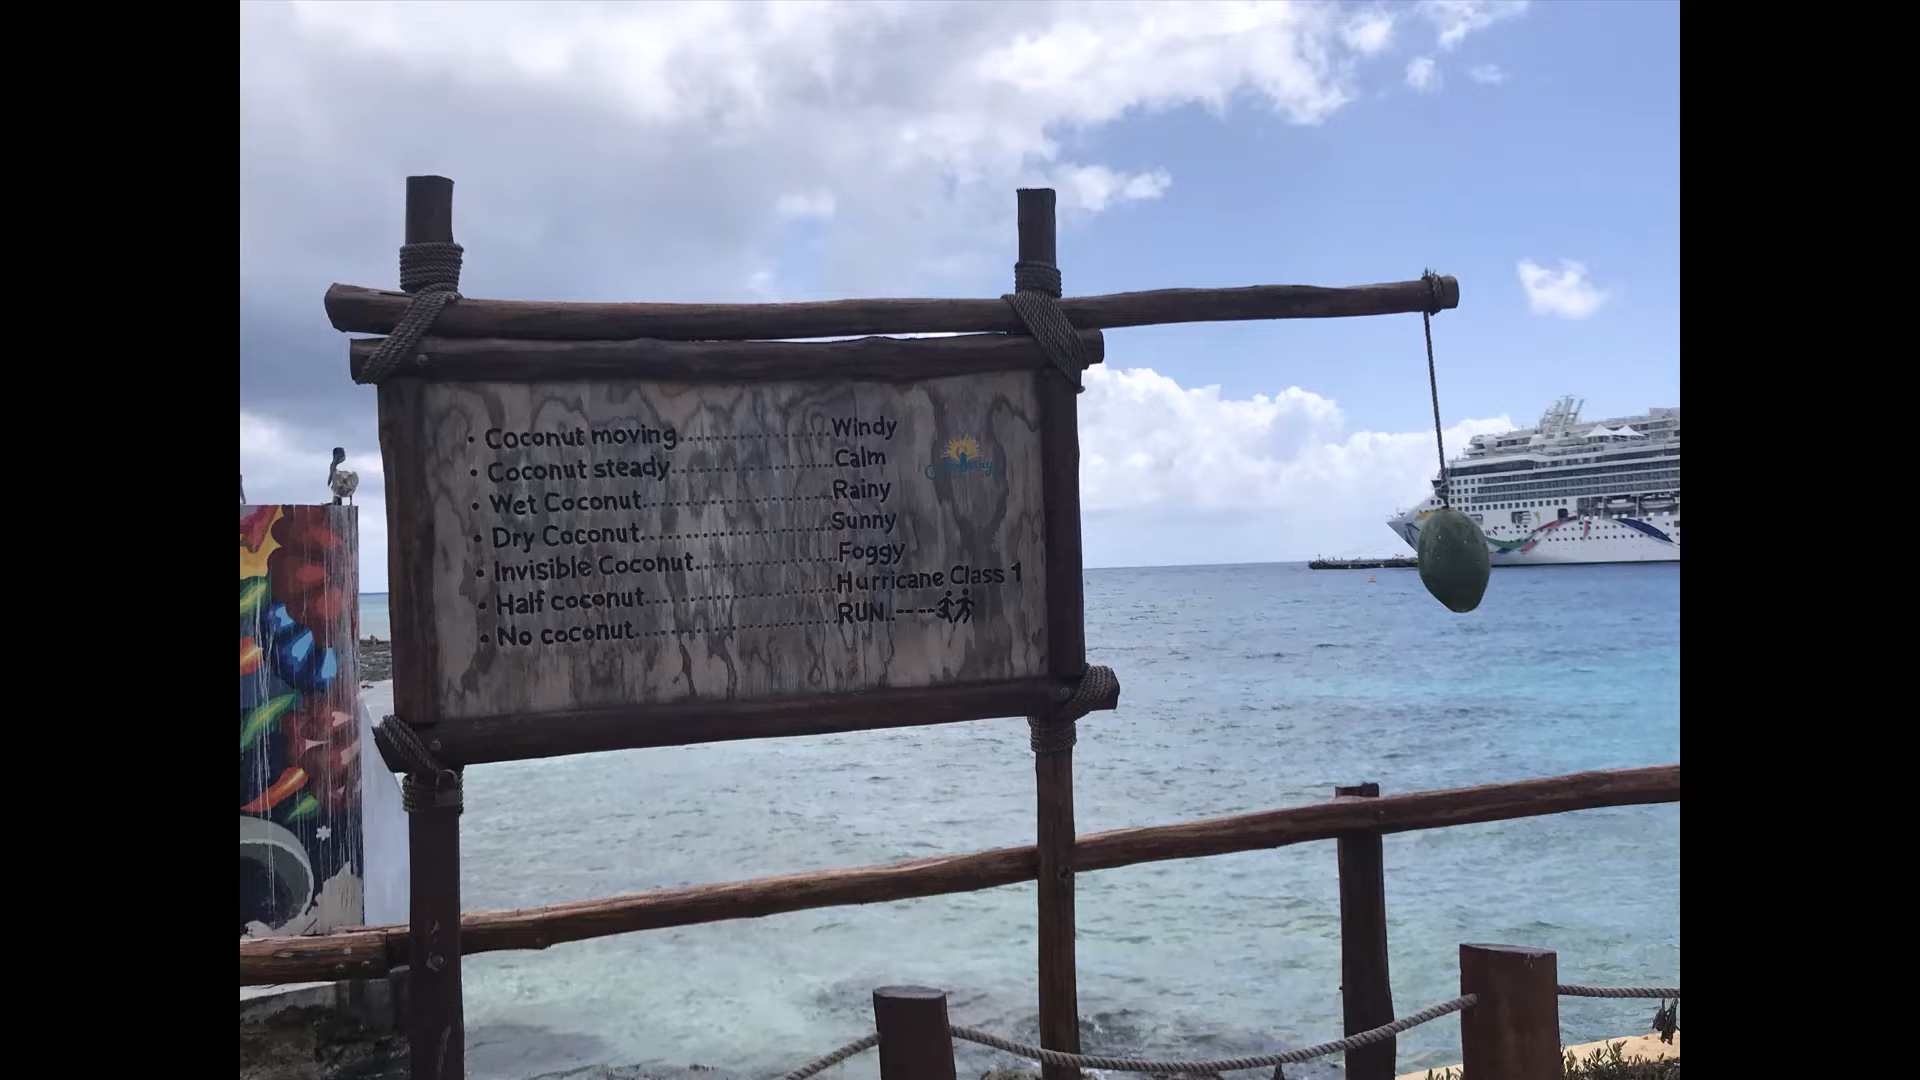 • Coconut moving..................Windy
• Coconut steady..................Calm
• Wet Coconut.....................Rainy
• Dry Coconut.....................Sunny
• Invisible Coconut................Foggy
• Half coconut.....................Hurricane Class 1
• No coconut......................RUN..----